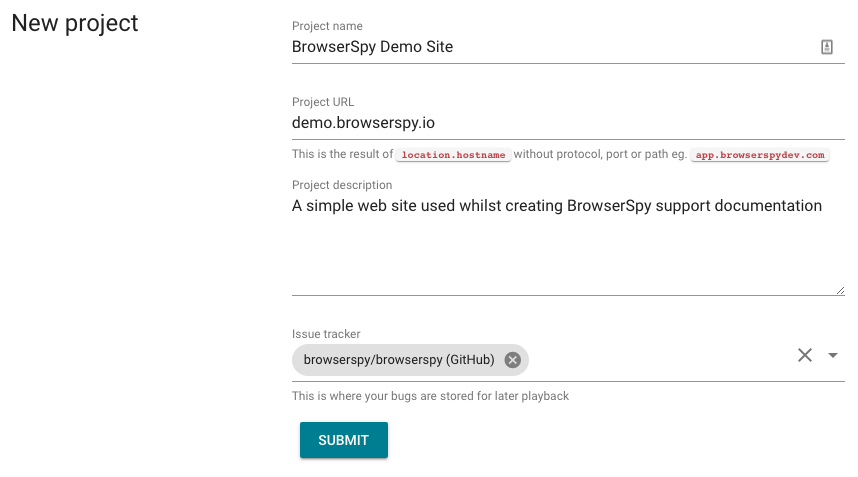 New project
Project name
BrowserSpy Demo Site
Project URL
demo.browserspy.io
This is the result of location.hostname without protocol, port or path eg. app.browserspydev.com
Project description
A simple web site used whilst creating BrowserSpy support documentation
Issue tracker
browserspy/browserspy (GitHub)
This is where your bugs are stored for later playback
SUBMIT